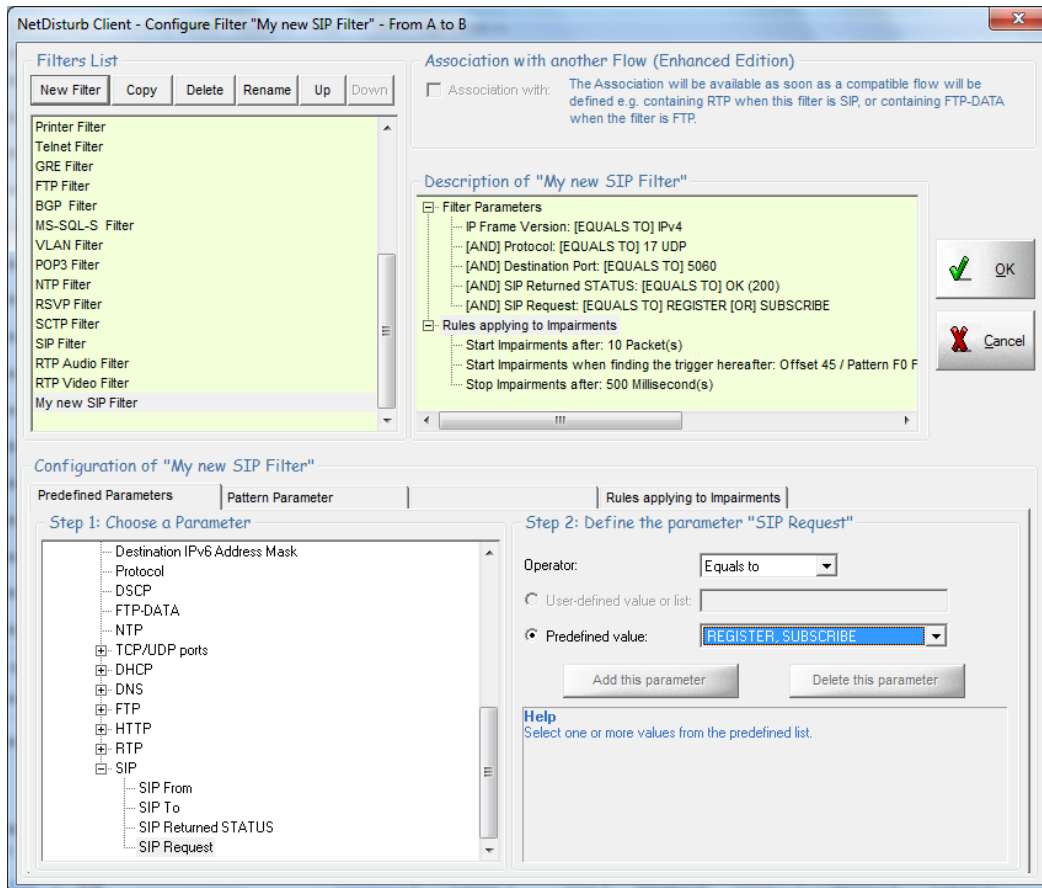 NetDisturb Client - Configure Filter "My new SIP Filter" - From A to B
Filters List
New Filter Copy Delete Rename Up Down
Printer Filter
Telnet Filter
GRE Filter
FTP Filter
BGP Filter
MS-SQL-S Filter
VLAN Filter
POP3 Filter
NTP Filter
RSVP Filter
SCTP Filter
SIP Filter
RTP Audio Filter
RTP Video Filter
My new SIP Filter
Association with another Flow (Enhanced Edition)
Association with:
The Association will be available as soon as a compatible flow will be
defined e.g. containing RTP when this filter is SIP, or containing FTP-DATA
when the filter is FTP.
Description of "My new SIP Filter"
Filter Parameters
IP Frame Version: [EQUALS TO] IPv4
[AND] Protocol: [EQUALS TO] 17 UDP
[AND] Destination Port: [EQUALS TO] 5060
[AND] SIP Returned STATUS: [EQUALS TO] OK (200)
[AND] SIP Request: [EQUALS TO] REGISTER [OR] SUBSCRIBE
Rules applying to Impairments
Start Impairments after: 10 Packet(s)
Start Impairments when finding the trigger hereafter: Offset 45 / Pattern F0 F
Stop Impairments after: 500 Millisecond(s)
OK
Cancel
Configuration of "My new SIP Filter"
Predefined Parameters Pattern Parameter Rules applying to Impairments
Step 1: Choose a Parameter
Destination IPv6 Address Mask
Protocol
DSCP
FTP-DATA
NTP
TCP/UDP ports
DHCP
DNS
FTP
HTTP
RTP
SIP
SIP From
SIP To
SIP Returned STATUS
SIP Request
Step 2: Define the parameter "SIP Request"
Operator: Equals to
User-defined value or list:
Predefined value: REGISTER, SUBSCRIBE
Add this parameter Delete this parameter
Help
Select one or more values from the predefined list.